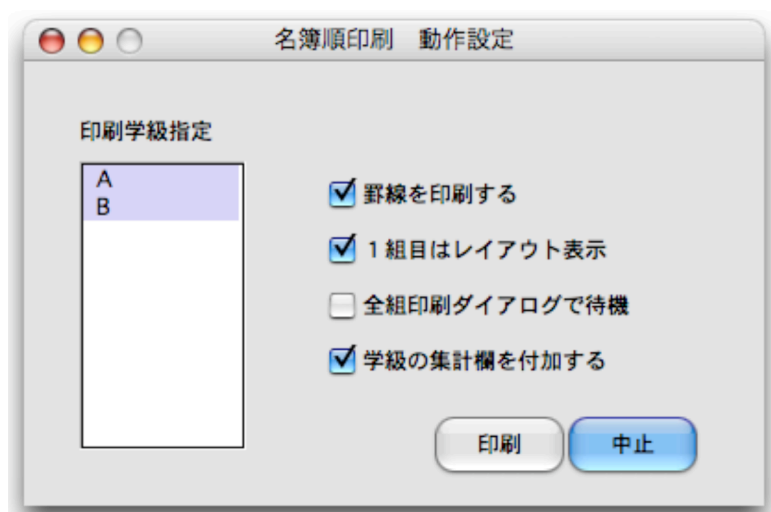 名簿順印刷　動作設定
印刷学級指定
A
B
罫線を印刷する
１組目はレイアウト表示
全組印刷ダイアログで待機
学級の集計欄を付加する
印刷
中止